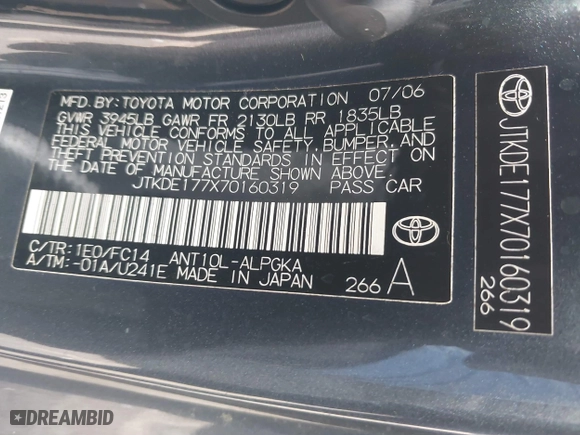 MFD. BY: TOYOTA MOTOR CORPORATION 07/06
GVWR 3945LB GAWR FR 2130LB RR 1835LB
THIS VEHICLE CONFORMS TO ALL APPLICABLE
FEDERAL MOTOR VEHICLE SAFETY, BUMPER, AND
THEFT PREVENTION STANDARDS IN EFFECT ON
THE DATE OF MANUFACTURE SHOWN ABOVE.
JTKDE177X70160319 PASS CAR
C/TR:1E0/FC14 ANT10L-ALPGKA
A/TM:-01A/U241E MADE IN JAPAN 266 A
JTKDE177X70160319
266
DREAMBID